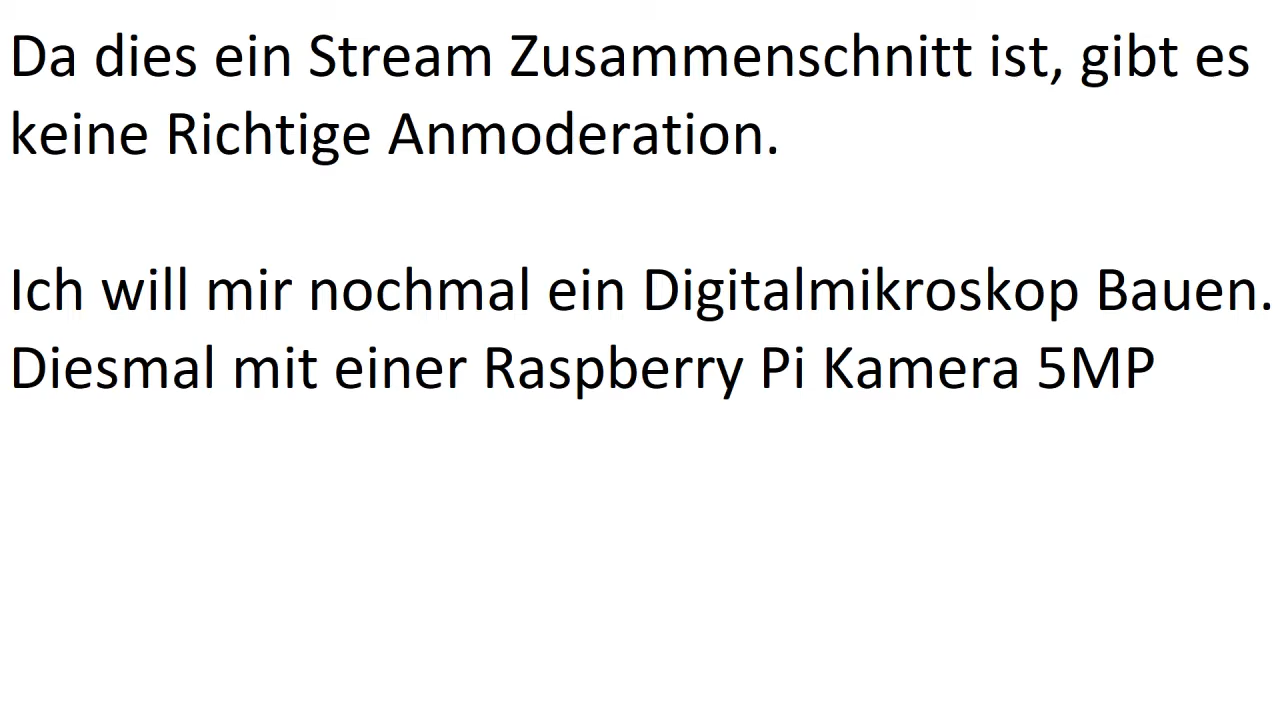 Da dies ein Stream Zusammenschnitt ist, gibt es
keine Richtige Anmoderation.
Ich will mir nochmal ein Digitalmikroskop Bauen.
Diesmal mit einer Raspberry Pi Kamera 5MP